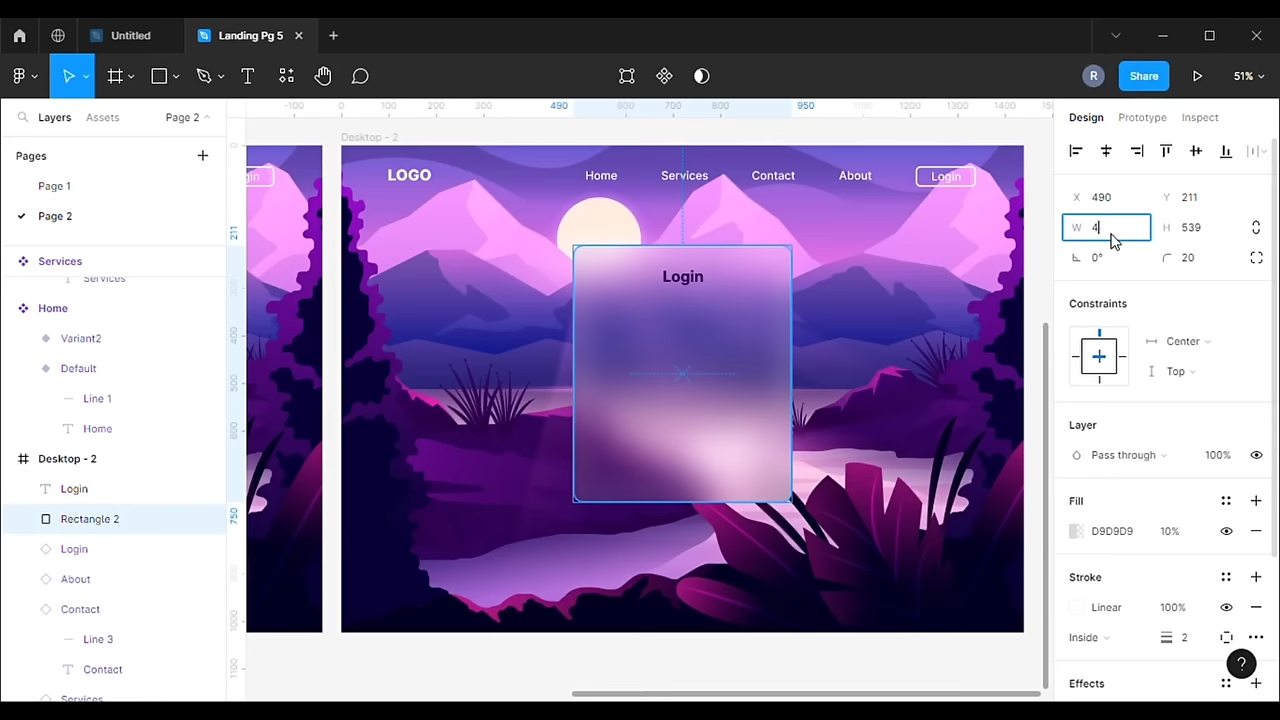 Untitled
Landing Pg 5
R
Share
51%
Layers
Assets
Page 2
Pages
Page 1
Page 2
Services
Services
Home
Variant2
Default
Line 1
Home
Desktop - 2
Login
Rectangle 2
Login
About
Contact
Line 3
Contact
Services
-100
0
100
200
300
490
600
700
800
950
1200
1300
1400
211
400
500
600
750
1000
1100
Desktop - 2
LOGO
Home
Services
Contact
About
Login
Login
Design
Prototype
Inspect
X 490
Y 211
W 4
H 539
0°
20
Constraints
Center
Top
Layer
Pass through
100%
Fill
D9D9D9
10%
Stroke
Linear
100%
Inside
2
Effects
?